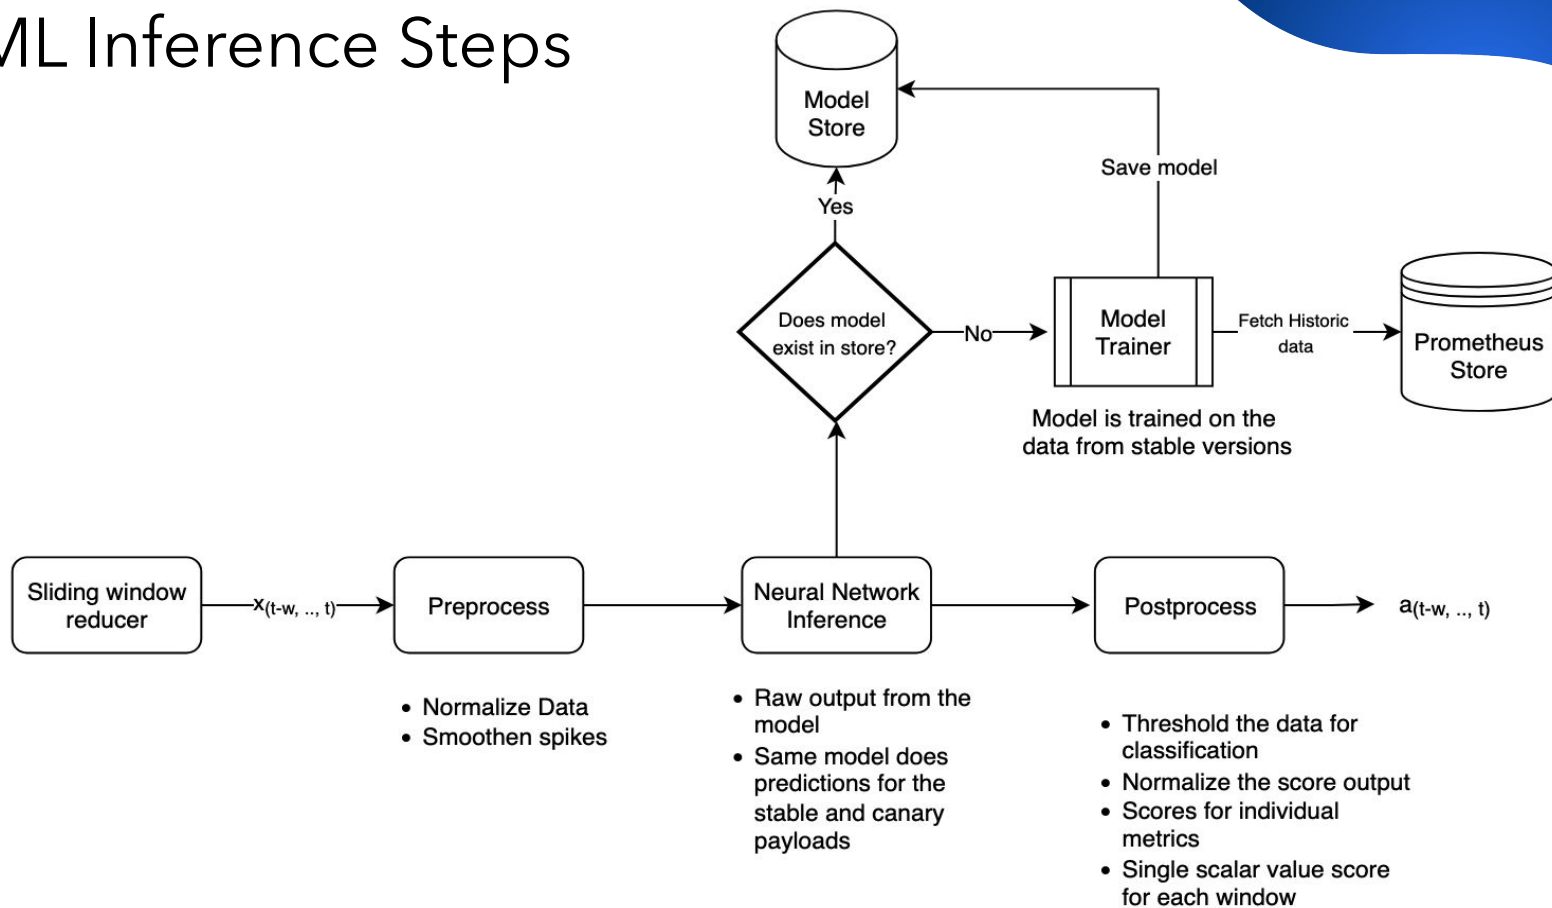 ML Inference Steps
Model
Store
Save model
Yes
Does model
exist in store?
No
Model
Trainer
Fetch Historic
data
Prometheus
Store
Model is trained on the
data from stable versions
Sliding window
reducer
x(t-w, .., t)
Preprocess
Neural Network
Inference
Postprocess
a(t-w, .., t)
• Normalize Data
• Smoothen spikes
• Raw output from the
model
• Same model does
predictions for the
stable and canary
payloads
• Threshold the data for
classification
• Normalize the score output
• Scores for individual
metrics
• Single scalar value score
for each window